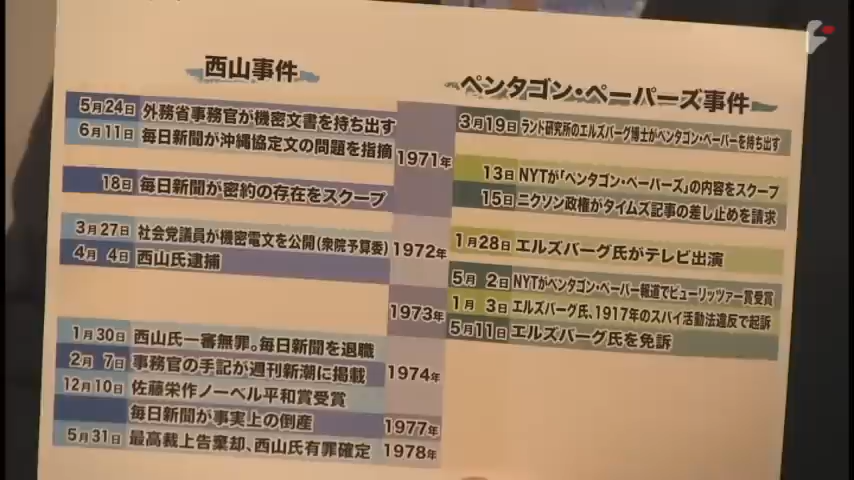 西山事件
5月24日 外務省事務官が機密文書を持ち出す
6月11日 毎日新聞が沖縄協定文の問題を指摘
18日 毎日新聞が密約の存在をスクープ
3月27日 社会党議員が機密電文を公開(衆院予算委)
4月 4日 西山氏逮捕
1月30日 西山氏一審無罪。毎日新聞を退職
2月 7日 事務官の手記が週刊新潮に掲載
12月10日 佐藤栄作ノーベル平和賞受賞
毎日新聞が事実上の倒産
5月31日 最高裁上告棄却、西山氏有罪確定
1971年
1972年
1973年
1974年
1977年
1978年
ペンタゴン・ペーパーズ事件
3月19日 ランド研究所のエルズバーグ博士がペンタゴン・ペーパーを持ち出す
13日 NYTが「ペンタゴン・ペーパーズ」の内容をスクープ
15日 ニクソン政権がタイムズ記事の差し止めを請求
1月28日 エルズバーグ氏がテレビ出演
5月 2日 NYTがペンタゴン・ペーパー報道でピューリッツァー賞受賞
1月 3日 エルズバーグ氏、1917年のスパイ活動法違反で起訴
5月11日 エルズバーグ氏を免訴